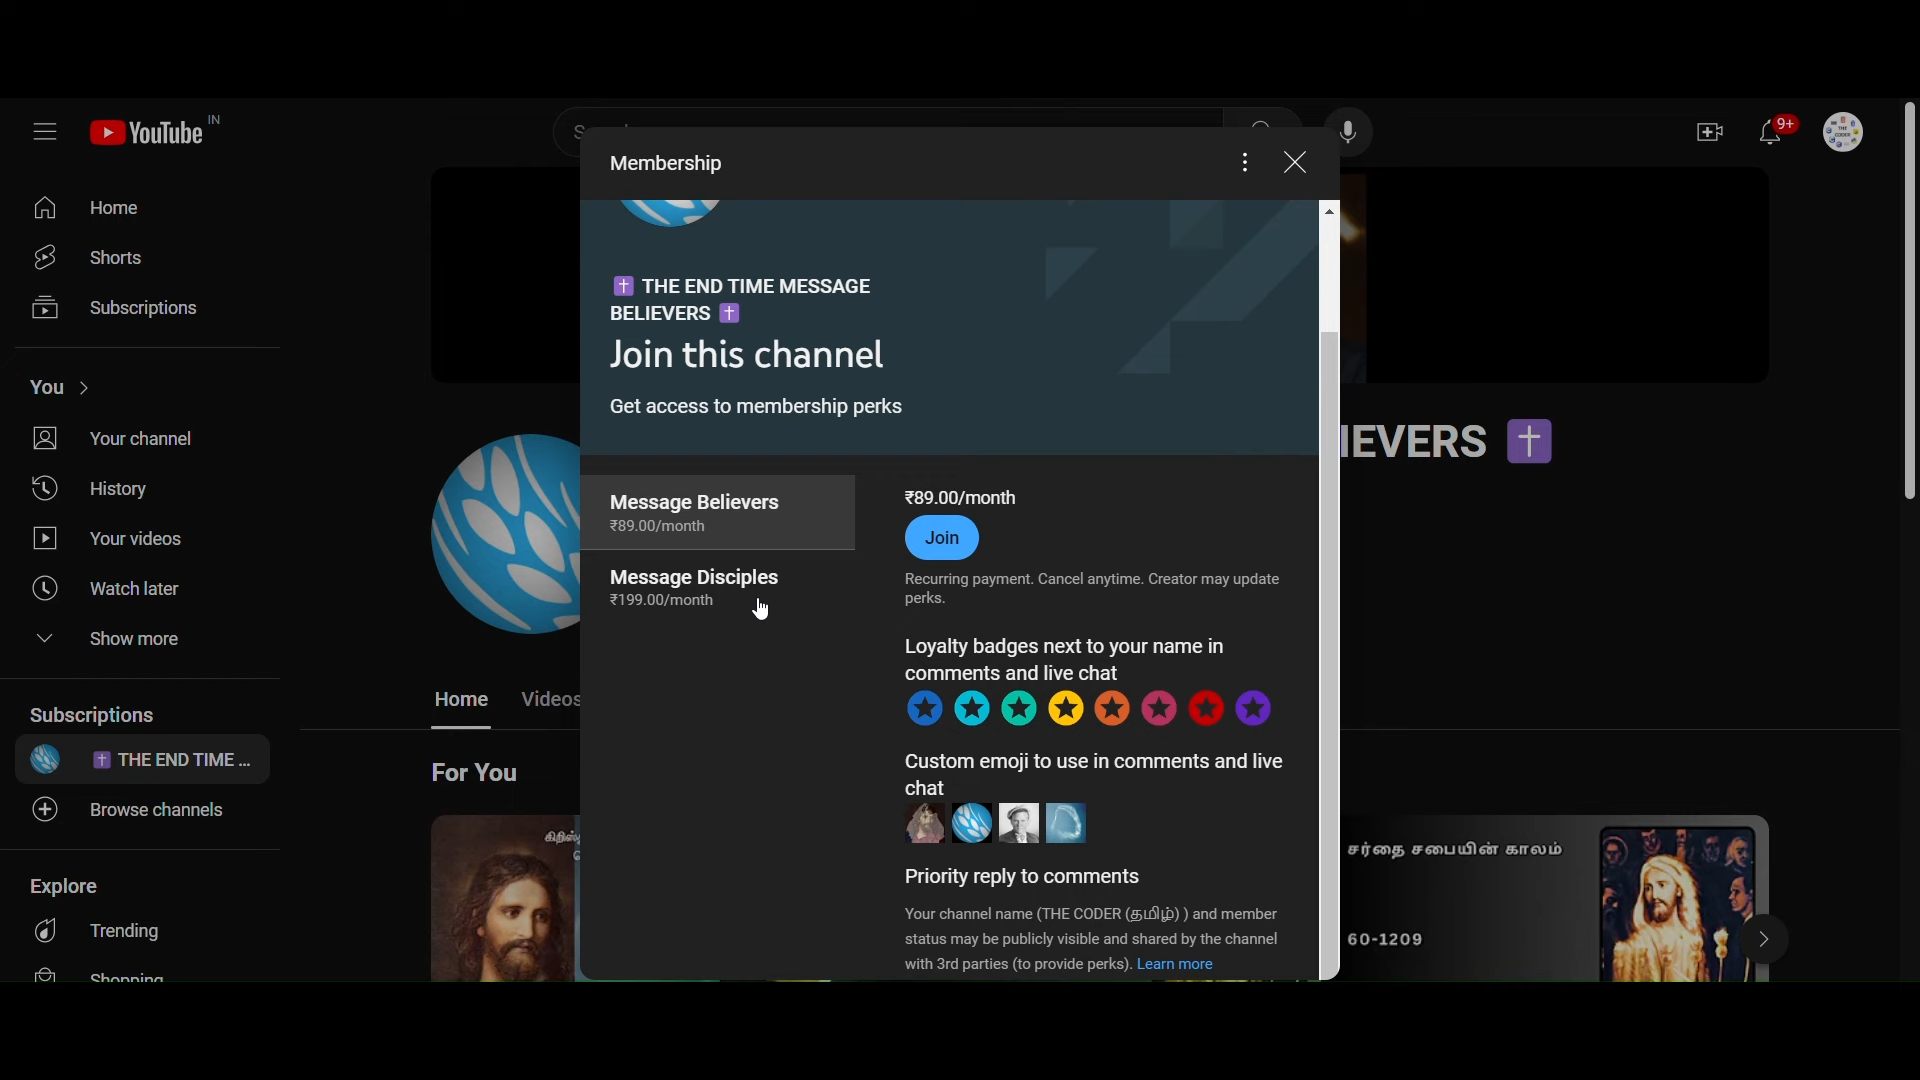 YouTube IN
9+
Home
Shorts
Subscriptions
You
Your channel
History
Your videos
Watch later
Show more
Subscriptions
✝ THE END TIME ...
Browse channels
Explore
Trending
Shopping
Membership
✝ THE END TIME MESSAGE
BELIEVERS ✝
Join this channel
Get access to membership perks
Message Believers
₹89.00/month
Message Disciples
₹199.00/month
₹89.00/month
Join
Recurring payment. Cancel anytime. Creator may update
perks.
Loyalty badges next to your name in
comments and live chat
Custom emoji to use in comments and live
chat
Priority reply to comments
Your channel name (THE CODER (தமிழ்) ) and member
status may be publicly visible and shared by the channel
with 3rd parties (to provide perks). Learn more
IEVERS ✝
Home Videos
For You
சர்தை சபையின் காலம்
60-1209